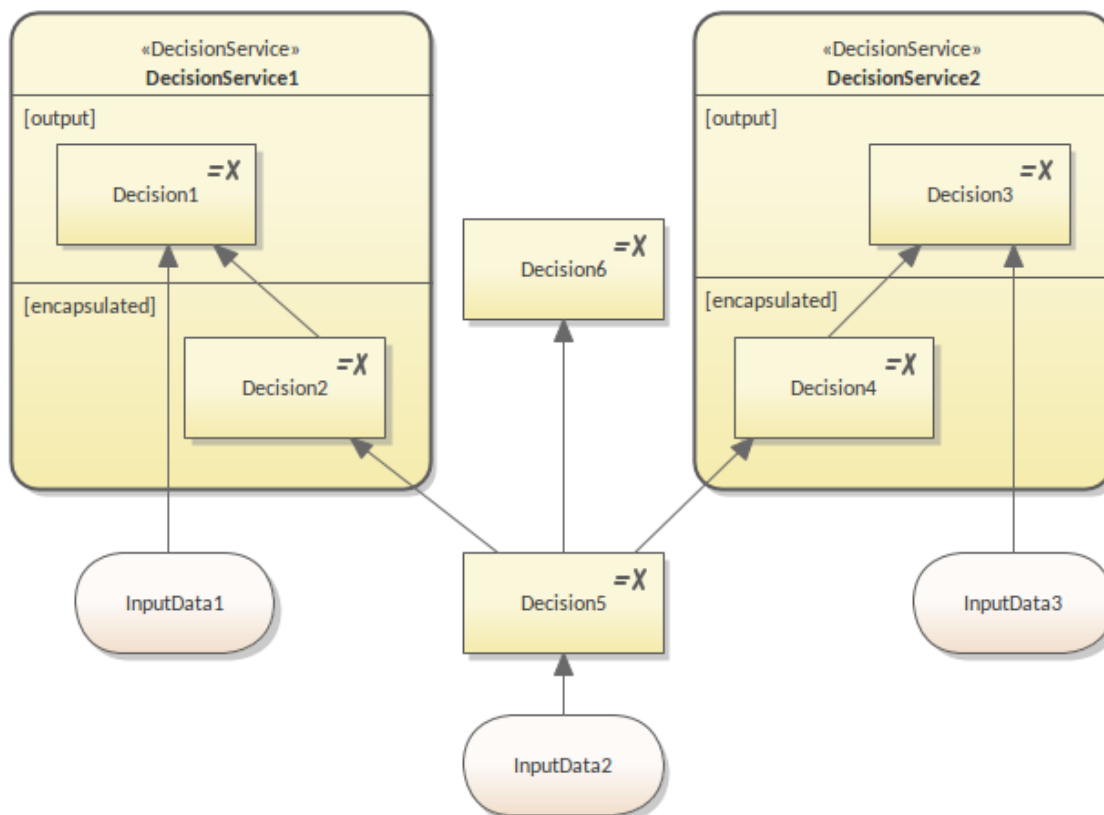 «DecisionService»
DecisionService1
[output]
=X
Decision1
[encapsulated]
=X
Decision2
«DecisionService»
DecisionService2
[output]
=X
Decision3
[encapsulated]
=X
Decision4
=X
Decision6
=X
Decision5
InputData1
InputData2
InputData3